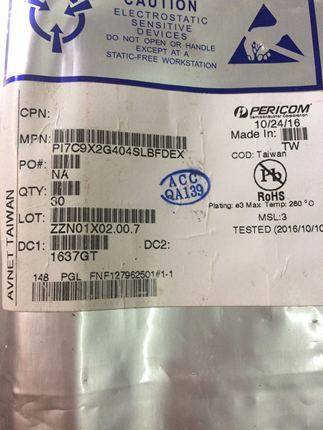 CAUTION
ELECTROSTATIC
SENSITIVE
DEVICES
DO NOT OPEN OR HANDLE
EXCEPT AT A
STATIC-FREE WORKSTATION
CPN:
PERICOM
10/24/16
MPN:
PI7C9X2G404SLBFDEX
Made In:
TW
PO#:
NA
COD: Taiwan
QTY:
30
ACC
QA139
Pb
RoHS
Plating: e3 Max Temp: 260 °C
LOT:
ZZN01X02.00.7
MSL:3
DC1:
1637GT
DC2:
TESTED (2016/10/10
148 PGL FNF127962501#1-1
AVNET TAIWAN